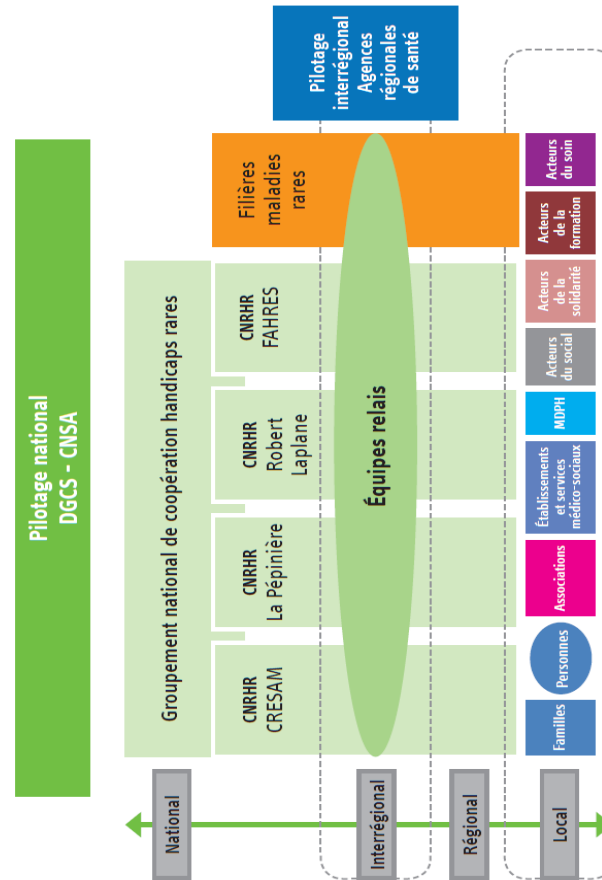 Pilotage national
DGCS - CNSA
Groupement national de coopération handicaps rares
CNRHR
CRESAM
CNRHR
La Pépinière
CNRHR
Robert
Laplane
CNRHR
FAHRES
Filières
maladies
rares
Pilotage
interrégional
Agences
régionales
de santé
Équipes relais
National
Interrégional
Régional
Local
Familles
Personnes
Associations
Établissements
et services
médico-sociaux
MDPH
Acteurs
du social
Acteurs
de la
solidarité
Acteurs
de la
formation
Acteurs
du soin